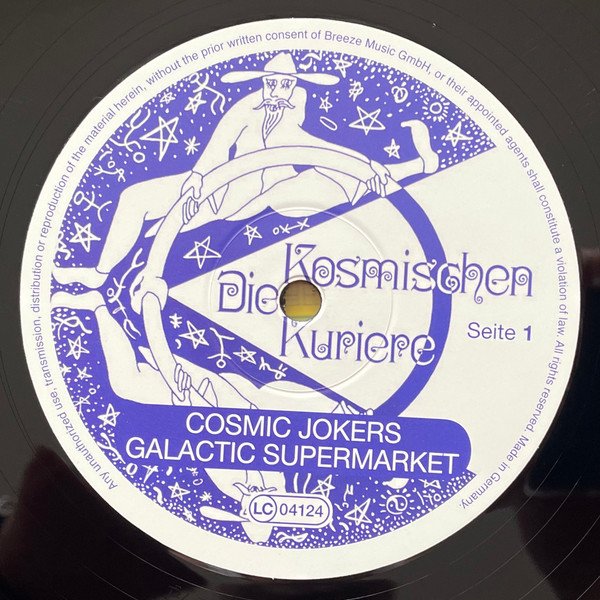 Any unauthorized use, transmission, distribution or reproduction of the material herein, without the prior written consent of Breeze Music GmbH, or their appointed agents shall constitute a violation of law. All rights reserved. Made in Germany.
Die Kosmischen
Kuriere
Seite 1
COSMIC JOKERS
GALACTIC SUPERMARKET
LC 04124